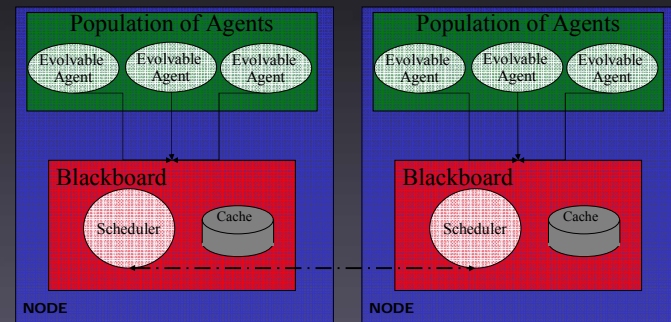 Population of Agents
Evolvable
Agent
Evolvable
Agent
Evolvable
Agent
Blackboard
Scheduler
Cache
NODE
Population of Agents
Evolvable
Agent
Evolvable
Agent
Evolvable
Agent
Blackboard
Scheduler
Cache
NODE